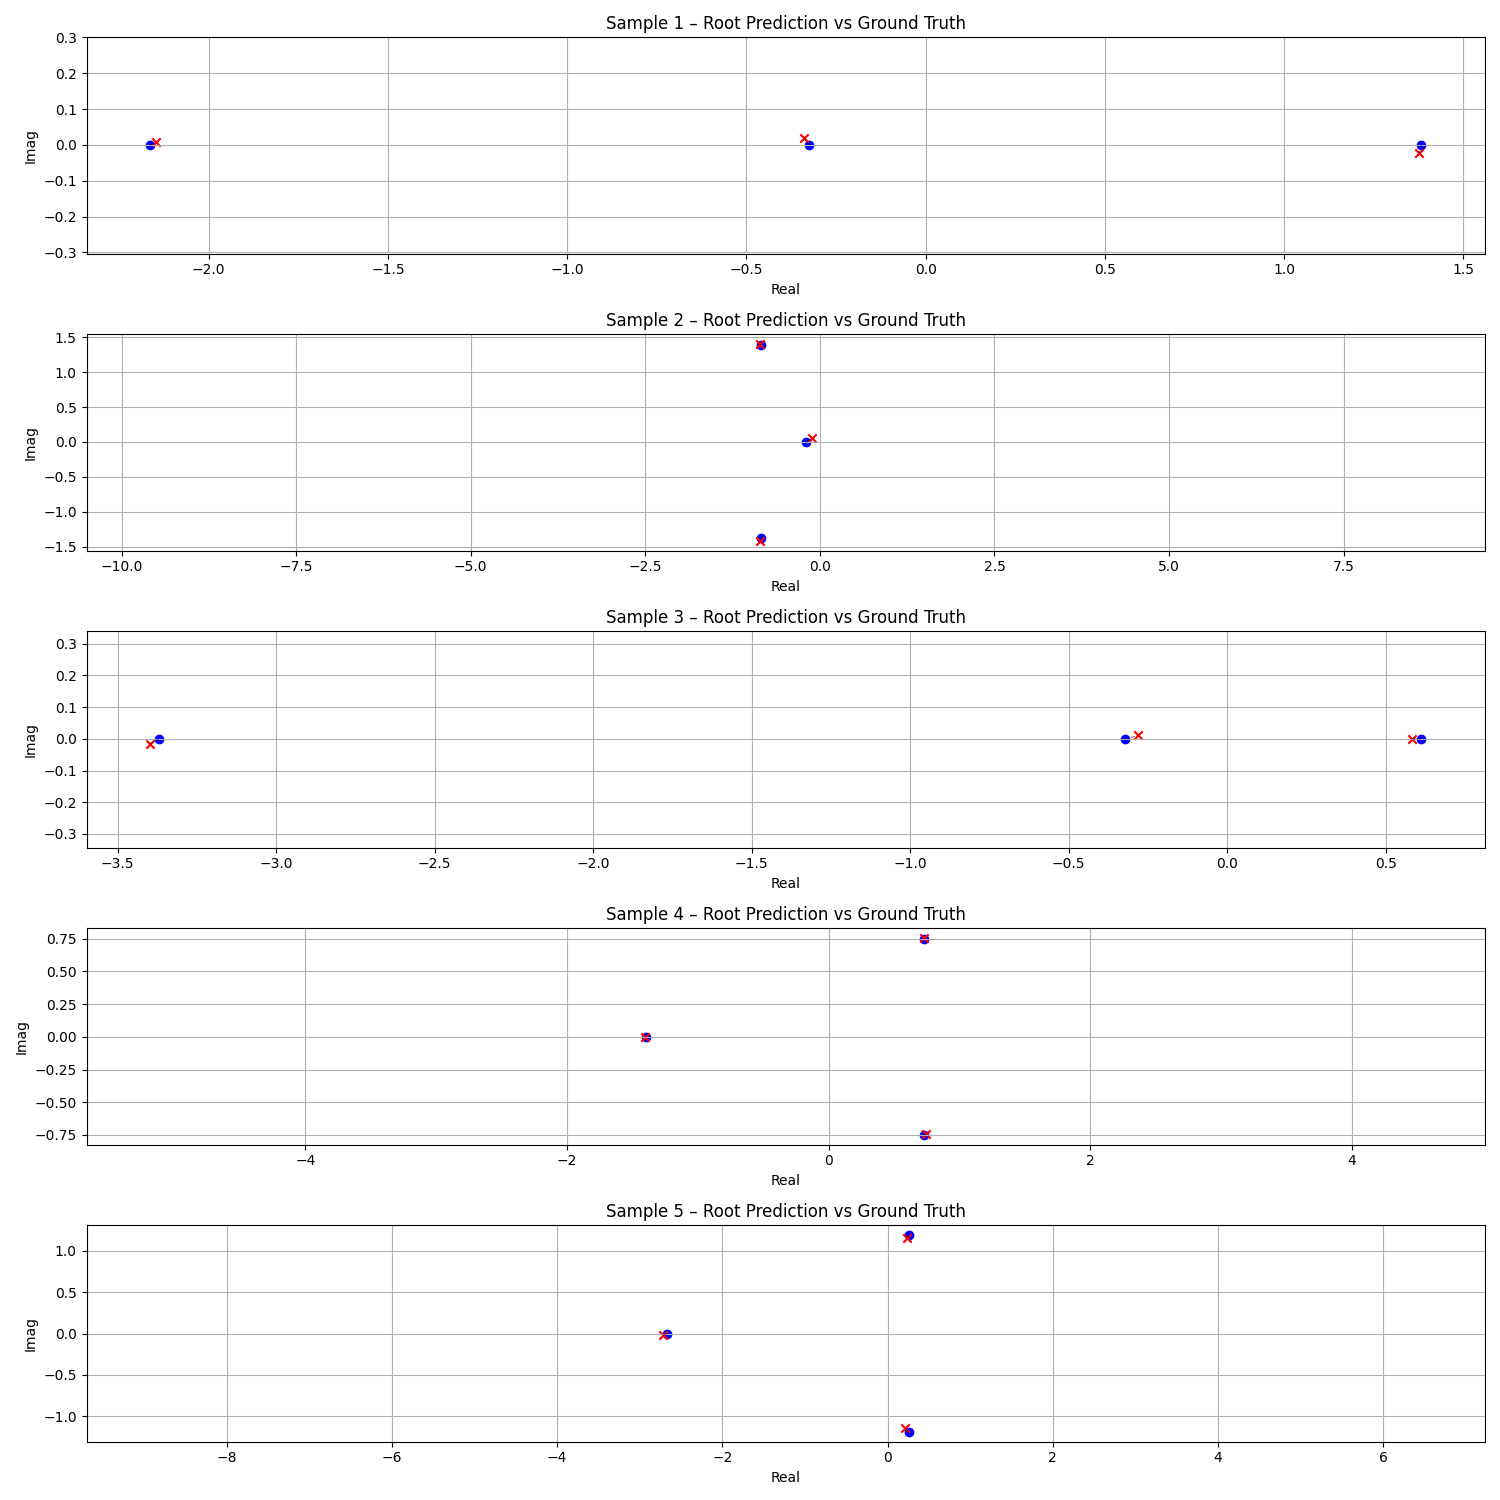 Sample 1 – Root Prediction vs Ground Truth
Imag
0.3
0.2
0.1
0.0
−0.1
−0.2
−0.3
−2.0 −1.5 −1.0 −0.5 0.0 0.5 1.0 1.5
Real
Sample 2 – Root Prediction vs Ground Truth
Imag
1.5
1.0
0.5
0.0
−0.5
−1.0
−1.5
−10.0 −7.5 −5.0 −2.5 0.0 2.5 5.0 7.5
Real
Sample 3 – Root Prediction vs Ground Truth
Imag
0.3
0.2
0.1
0.0
−0.1
−0.2
−0.3
−3.5 −3.0 −2.5 −2.0 −1.5 −1.0 −0.5 0.0 0.5
Real
Sample 4 – Root Prediction vs Ground Truth
Imag
0.75
0.50
0.25
0.00
−0.25
−0.50
−0.75
−4 −2 0 2 4
Real
Sample 5 – Root Prediction vs Ground Truth
Imag
1.0
0.5
0.0
−0.5
−1.0
−8 −6 −4 −2 0 2 4 6
Real